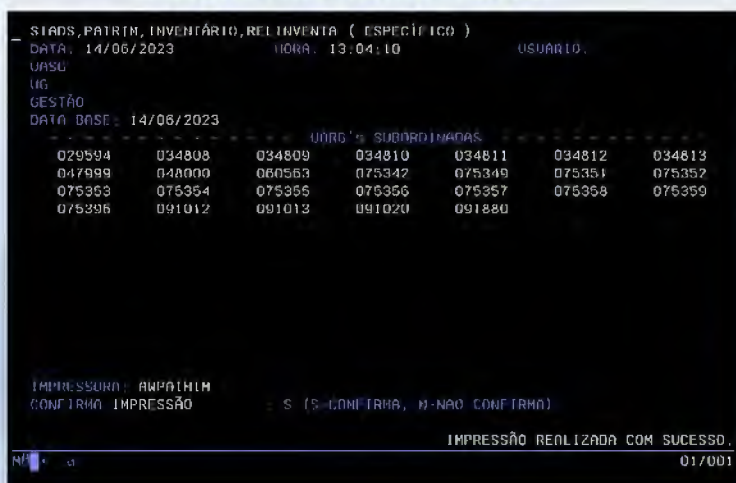 SIADS,PATRIM,INVENTÁRIO,RELINVENTA ( ESPECÍFICO )
DATA: 14/06/2023 HORA: 13:04:10 USUARIO:
UASG
UG
GESTÃO
DATA BASE: 14/06/2023
UORG's SUBORDINADAS
029594 034808 034809 034810 034811 034812 034813
047999 048000 060563 075342 075349 075351 075352
075353 075354 075355 075356 075357 075358 075359
075396 091012 091013 091020 091880
IMPRESSORA:
CONFIRMA IMPRESSÃO : S (S-CONFIRMA, N-NAO CONFIRMA)
IMPRESSÃO REALIZADA COM SUCESSO.
01/001